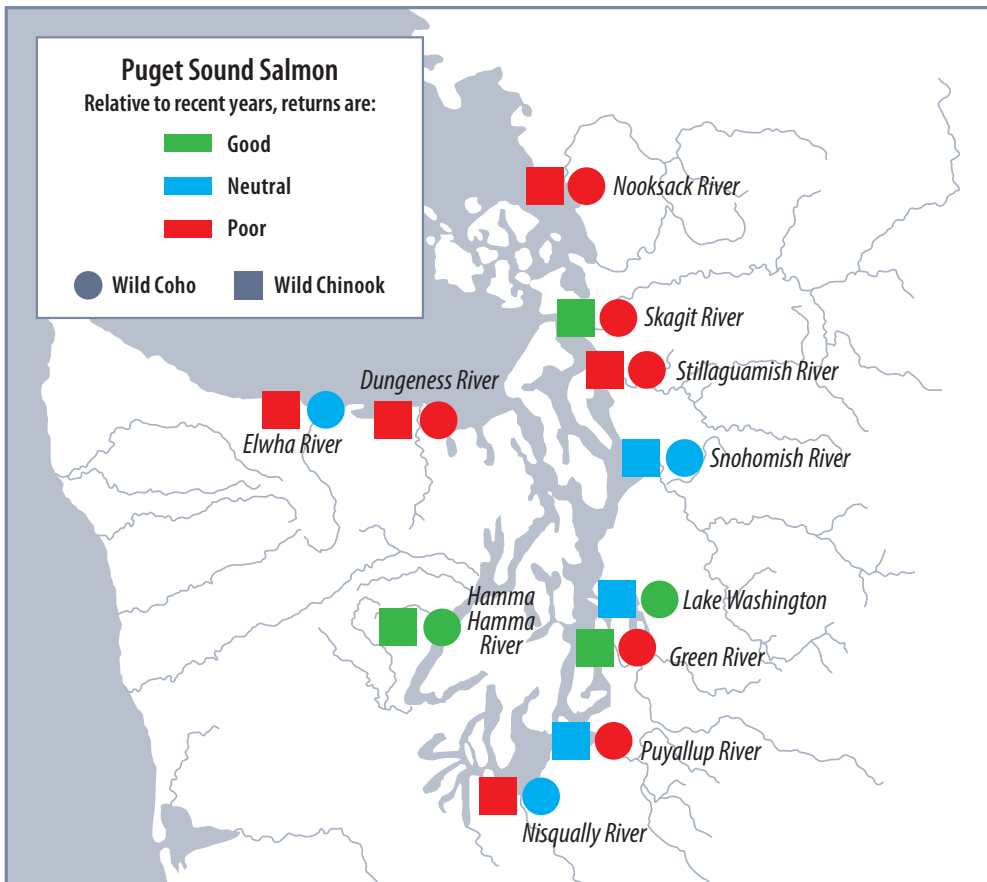 Puget Sound Salmon
Relative to recent years, returns are:
Good
Neutral
Poor
Wild Coho
Wild Chinook
Nooksack River
Skagit River
Stillaguamish River
Dungeness River
Elwha River
Snohomish River
Hamma
Hamma
River
Lake Washington
Green River
Puyallup River
Nisqually River